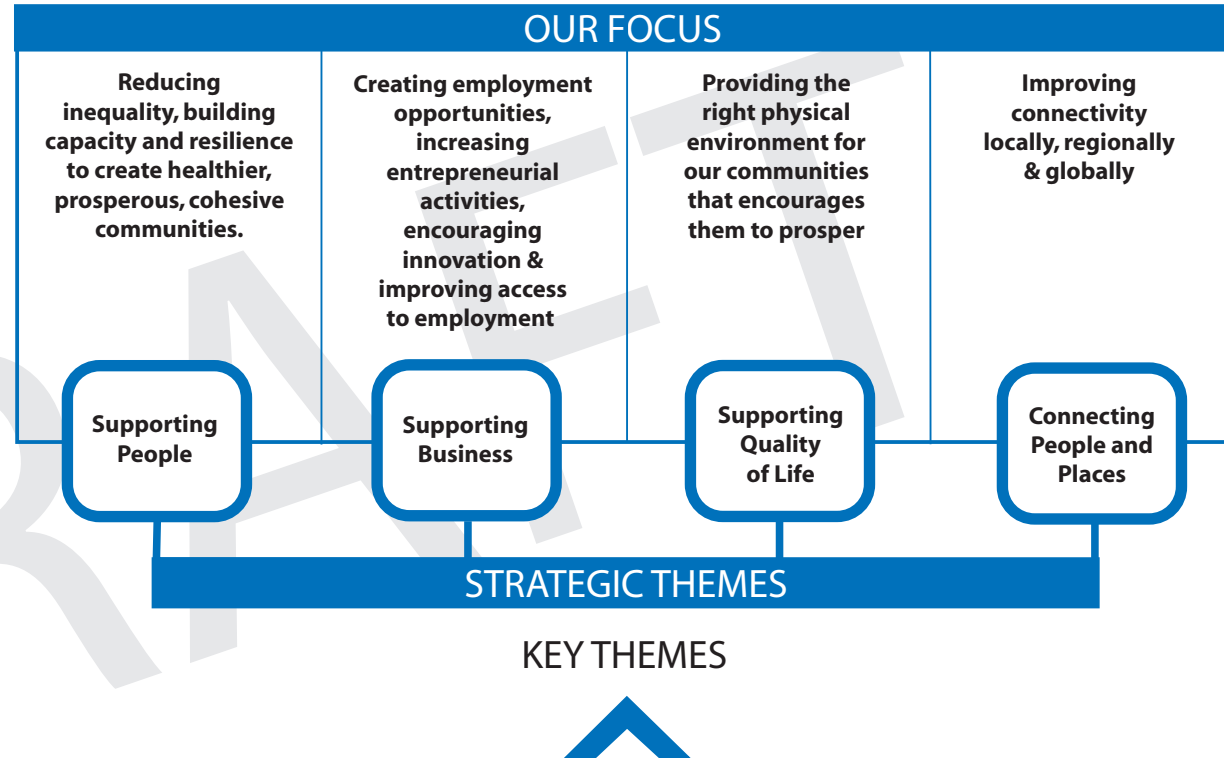 OUR FOCUS
Reducing
inequality, building
capacity and resilience
to create healthier,
prosperous, cohesive
communities.
Creating employment
opportunities,
increasing
entrepreneurial
activities,
encouraging
innovation &
improving access
to employment
Providing the
right physical
environment for
our communities
that encourages
them to prosper
Improving
connectivity
locally, regionally
& globally
Supporting
People
Supporting
Business
Supporting
Quality
of Life
Connecting
People and
Places
STRATEGIC THEMES
KEY THEMES
RAFT